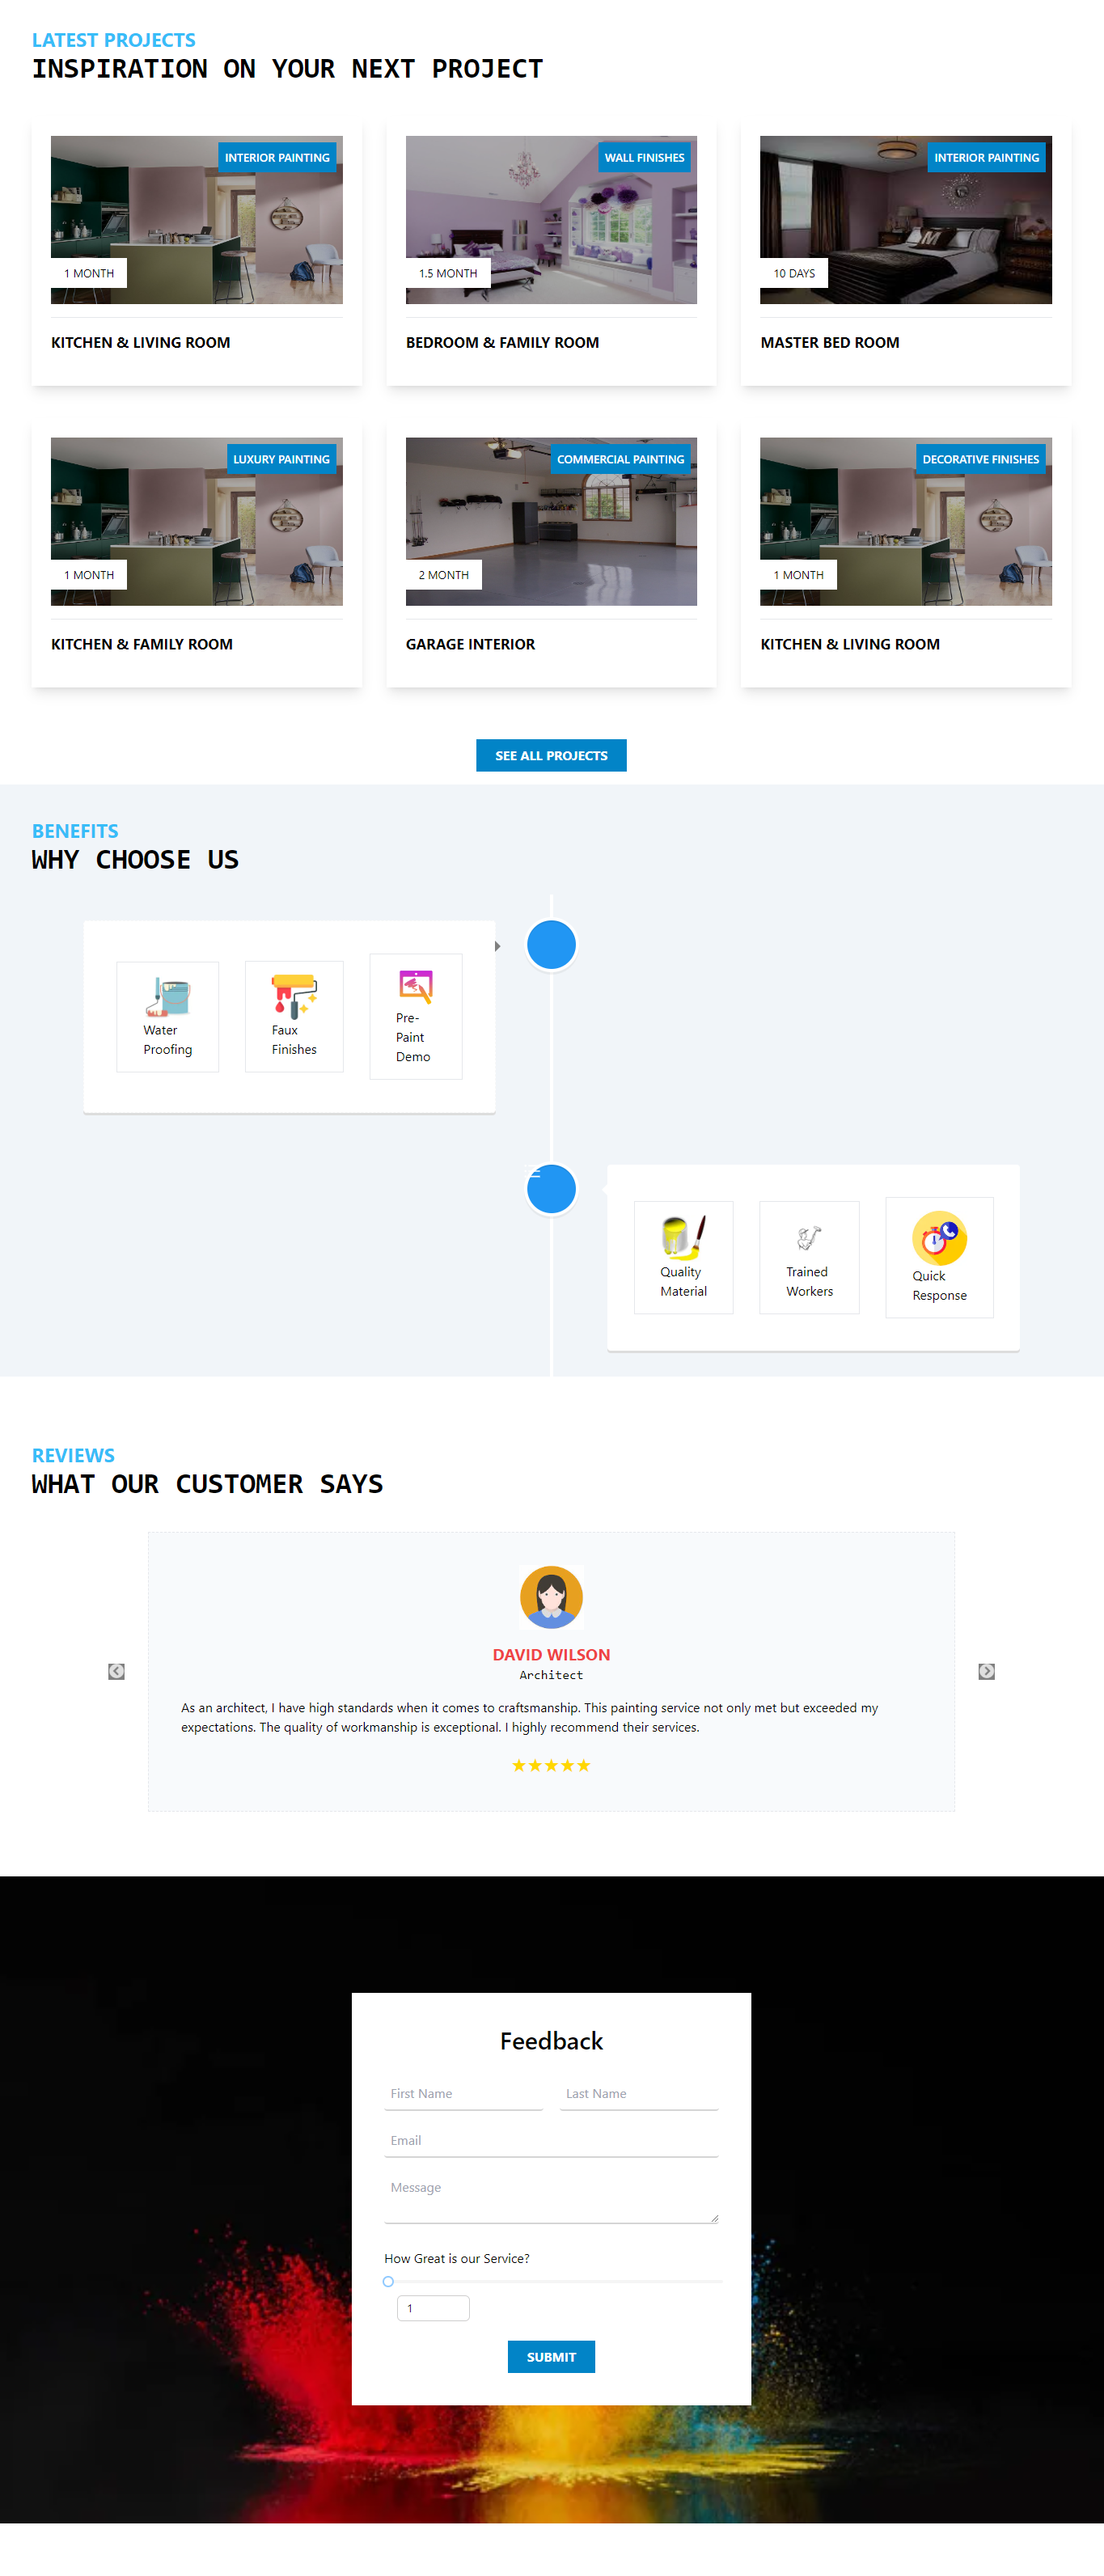 LATEST PROJECTS
INSPIRATION ON YOUR NEXT PROJECT
INTERIOR PAINTING
1 MONTH
KITCHEN & LIVING ROOM
WALL FINISHES
1.5 MONTH
BEDROOM & FAMILY ROOM
INTERIOR PAINTING
M
10 DAYS
MASTER BED ROOM
LUXURY PAINTING
1 MONTH
KITCHEN & FAMILY ROOM
COMMERCIAL PAINTING
2 MONTH
GARAGE INTERIOR
DECORATIVE FINISHES
1 MONTH
KITCHEN & LIVING ROOM
SEE ALL PROJECTS
BENEFITS
WHY CHOOSE US
Water
Proofing
Faux
Finishes
Pre-
Paint
Demo
Quality
Material
Trained
Workers
Quick
Response
REVIEWS
WHAT OUR CUSTOMER SAYS
DAVID WILSON
Architect
As an architect, I have high standards when it comes to craftsmanship. This painting service not only met but exceeded my
expectations. The quality of workmanship is exceptional. I highly recommend their services.
★★★★★
Feedback
First Name
Last Name
Email
Message
How Great is our Service?
1
SUBMIT